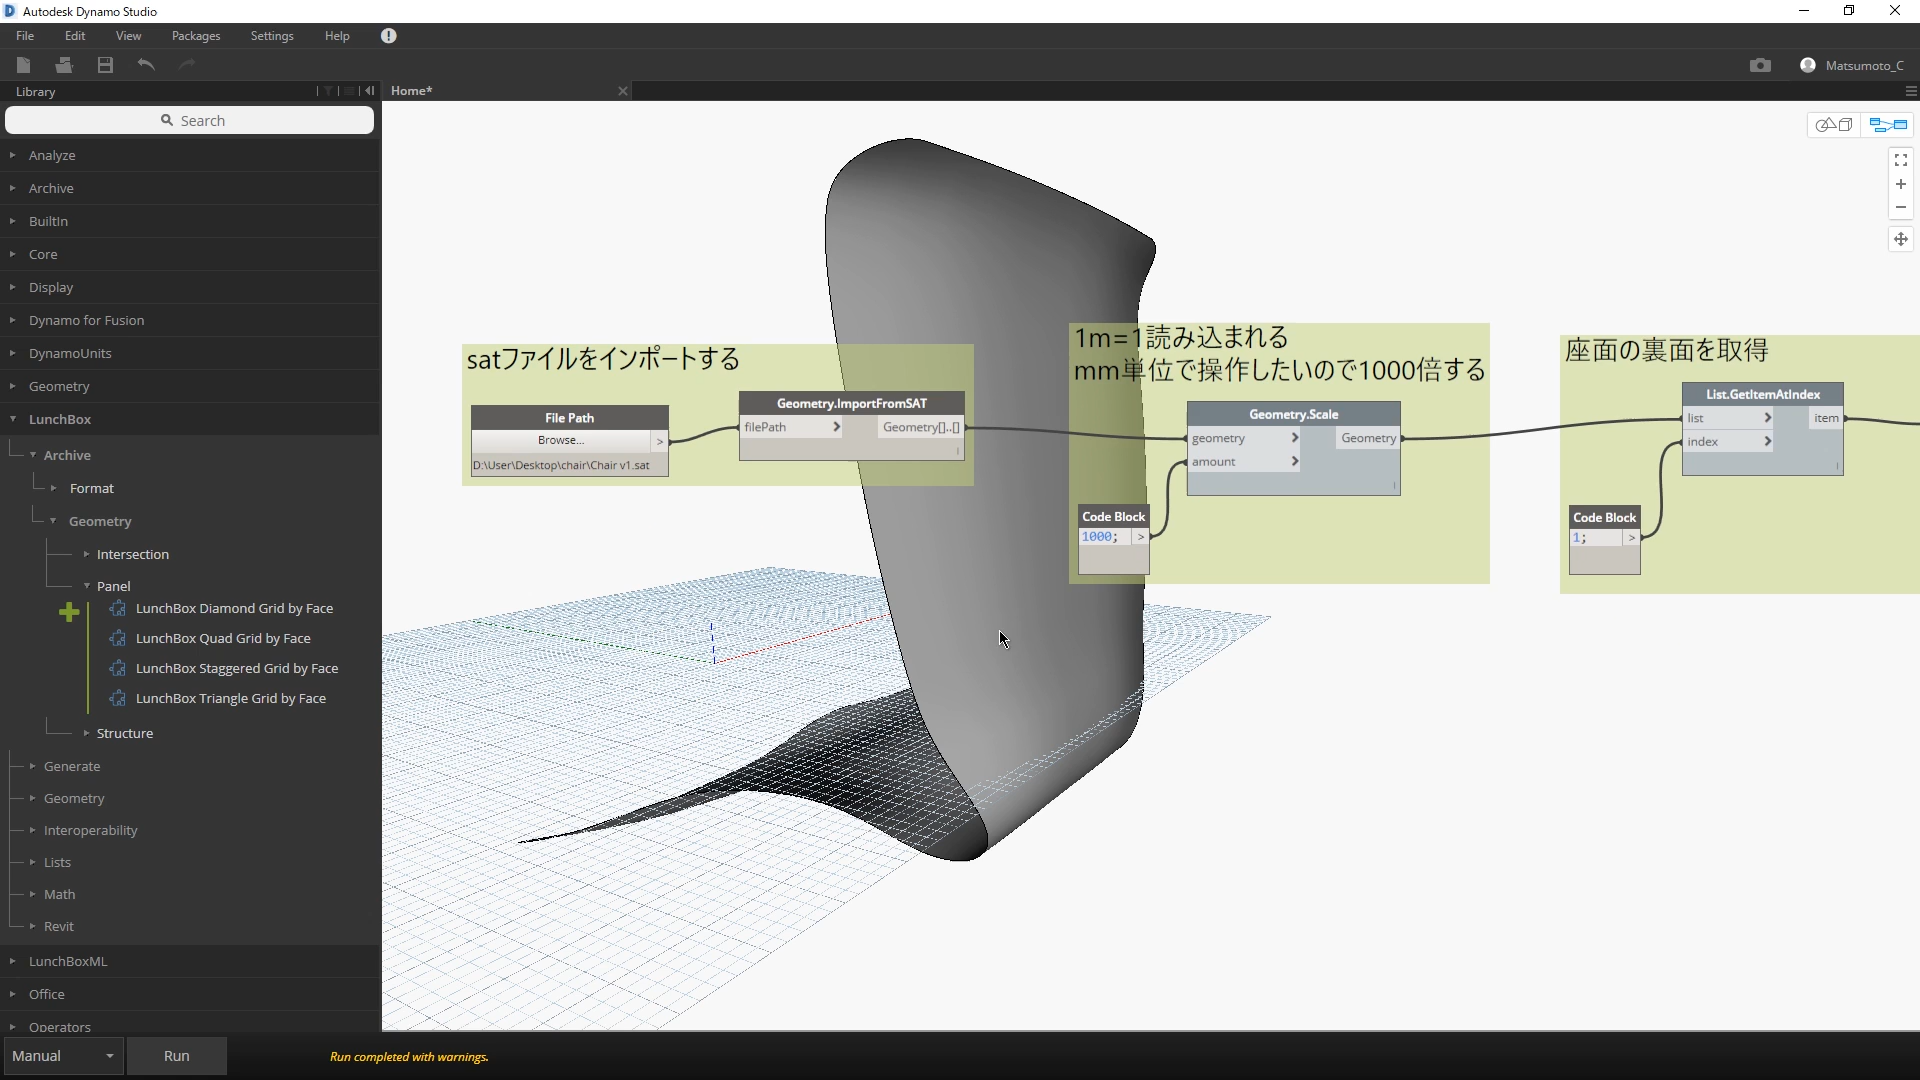 Autodesk Dynamo Studio
File Edit View Packages Settings Help
Matsumoto_C
Library
Home*
Search
Analyze
Archive
BuiltIn
Core
Display
Dynamo for Fusion
DynamoUnits
Geometry
LunchBox
Archive
Format
Geometry
Intersection
Panel
LunchBox Diamond Grid by Face
LunchBox Quad Grid by Face
LunchBox Staggered Grid by Face
LunchBox Triangle Grid by Face
Structure
Generate
Geometry
Interoperability
Lists
Math
Revit
LunchBoxML
Office
Operators
satファイルをインポートする
File Path
Browse...
>
D:\User\Desktop\chair\Chair v1.sat
Geometry.ImportFromSAT
filePath > Geometry[]..[]
1m=1読み込まれる
mm単位で操作したいので1000倍する
Geometry.Scale
geometry > Geometry
amount >
Code Block
1000; >
座面の裏面を取得
List.GetItemAtIndex
list > item
index >
Code Block
1; >
Manual
Run
Run completed with warnings.